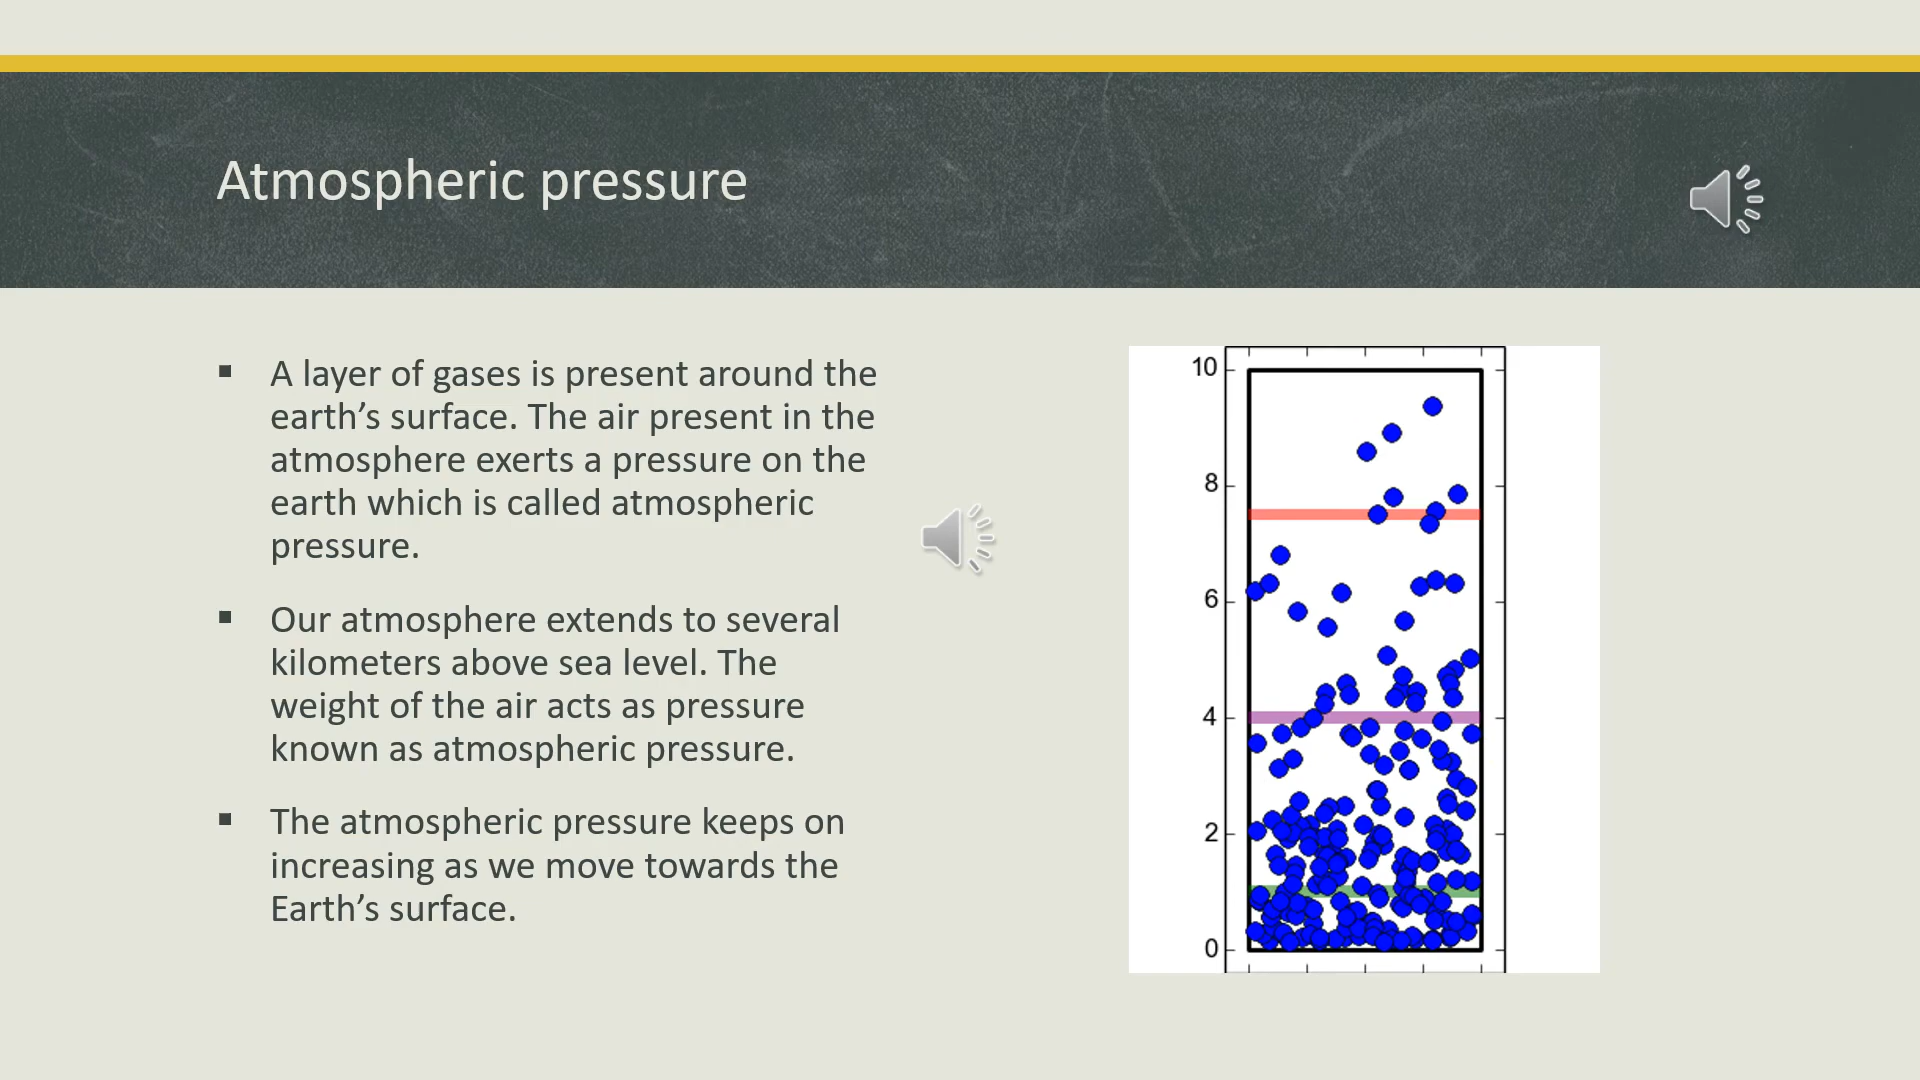 Atmospheric pressure
▪ A layer of gases is present around the
earth’s surface. The air present in the
atmosphere exerts a pressure on the
earth which is called atmospheric
pressure.
▪ Our atmosphere extends to several
kilometers above sea level. The
weight of the air acts as pressure
known as atmospheric pressure.
▪ The atmospheric pressure keeps on
increasing as we move towards the
Earth’s surface.
10
8
6
4
2
0